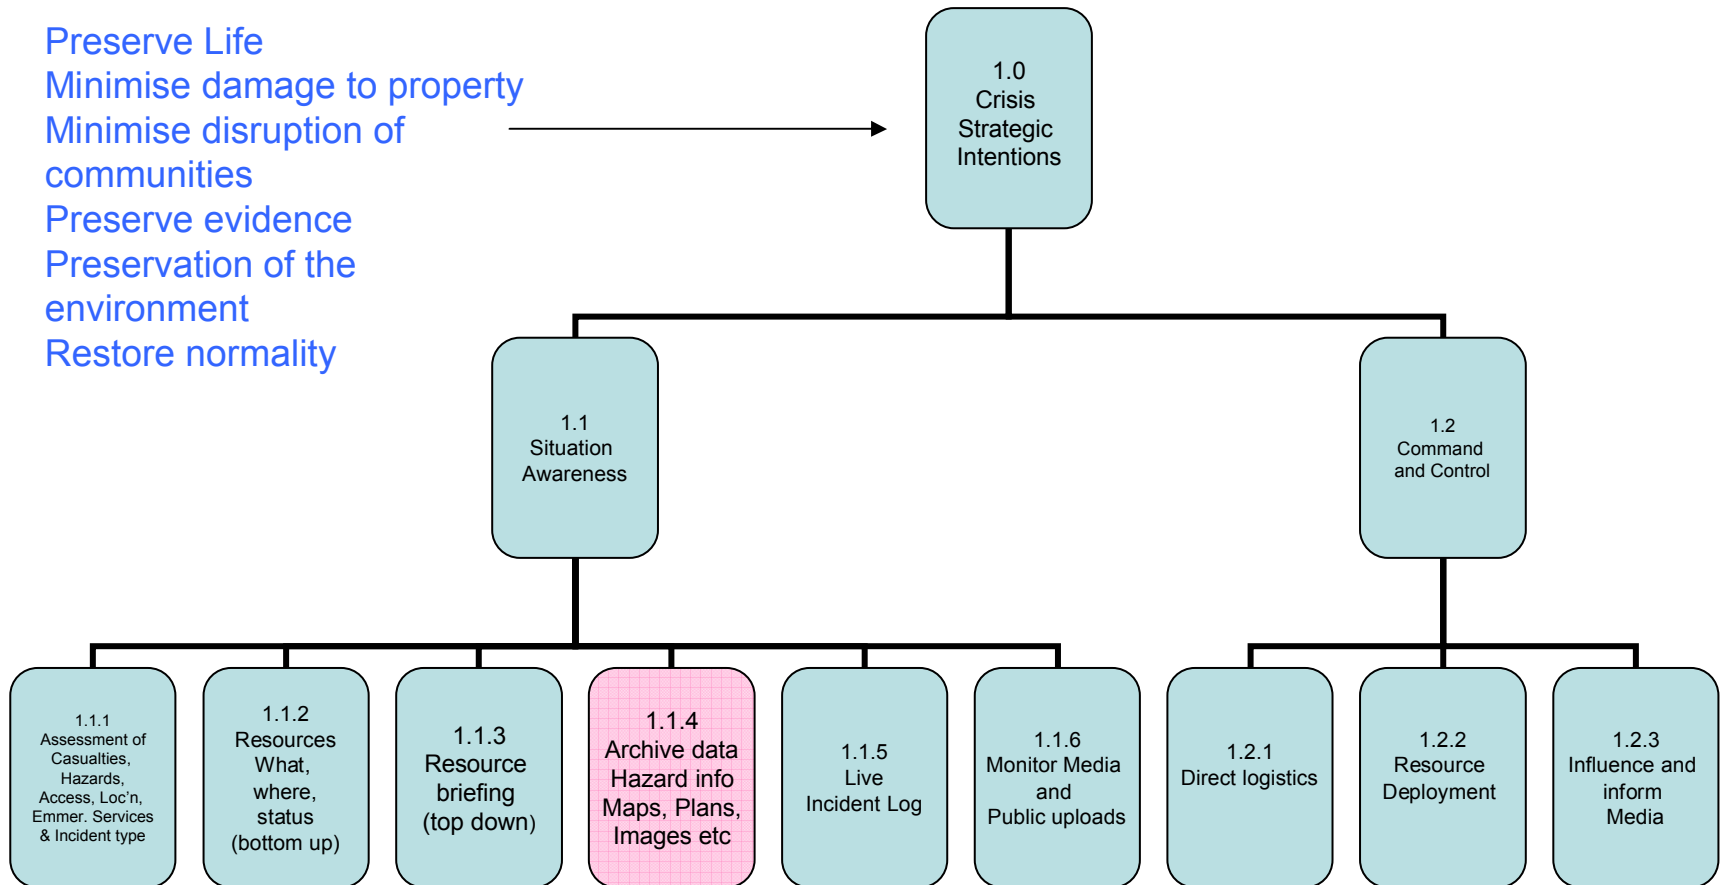 Preserve Life
Minimise damage to property
Minimise disruption of
communities
Preserve evidence
Preservation of the
environment
Restore normality
1.0
Crisis
Strategic
Intentions
1.1
Situation
Awareness
1.2
Command
and Control
1.1.1
Assessment of
Casualties,
Hazards,
Access, Loc'n,
Emmer. Services
& Incident type
1.1.2
Resources
What,
where,
status
(bottom up)
1.1.3
Resource
briefing
(top down)
1.1.4
Archive data
Hazard info
Maps, Plans,
Images etc
1.1.5
Live
Incident Log
1.1.6
Monitor Media
and
Public uploads
1.2.1
Direct logistics
1.2.2
Resource
Deployment
1.2.3
Influence and
inform
Media